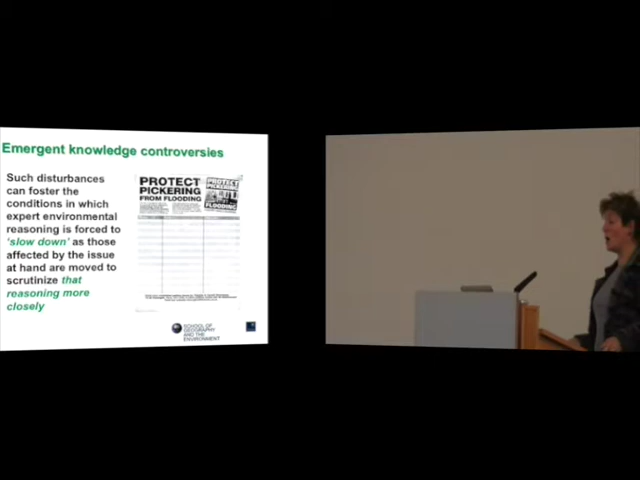 Emergent knowledge controversies
Such disturbances
can foster the
conditions in which
expert environmental
reasoning is forced to
'slow down' as those
affected by the issue
at hand are moved to
scrutinize that
reasoning more
closely
PROTECT
PICKERING
FROM FLOODING
PROTECT
PICKERING
FLOODING
SCHOOL OF
GEOGRAPHY
AND THE
ENVIRONMENT